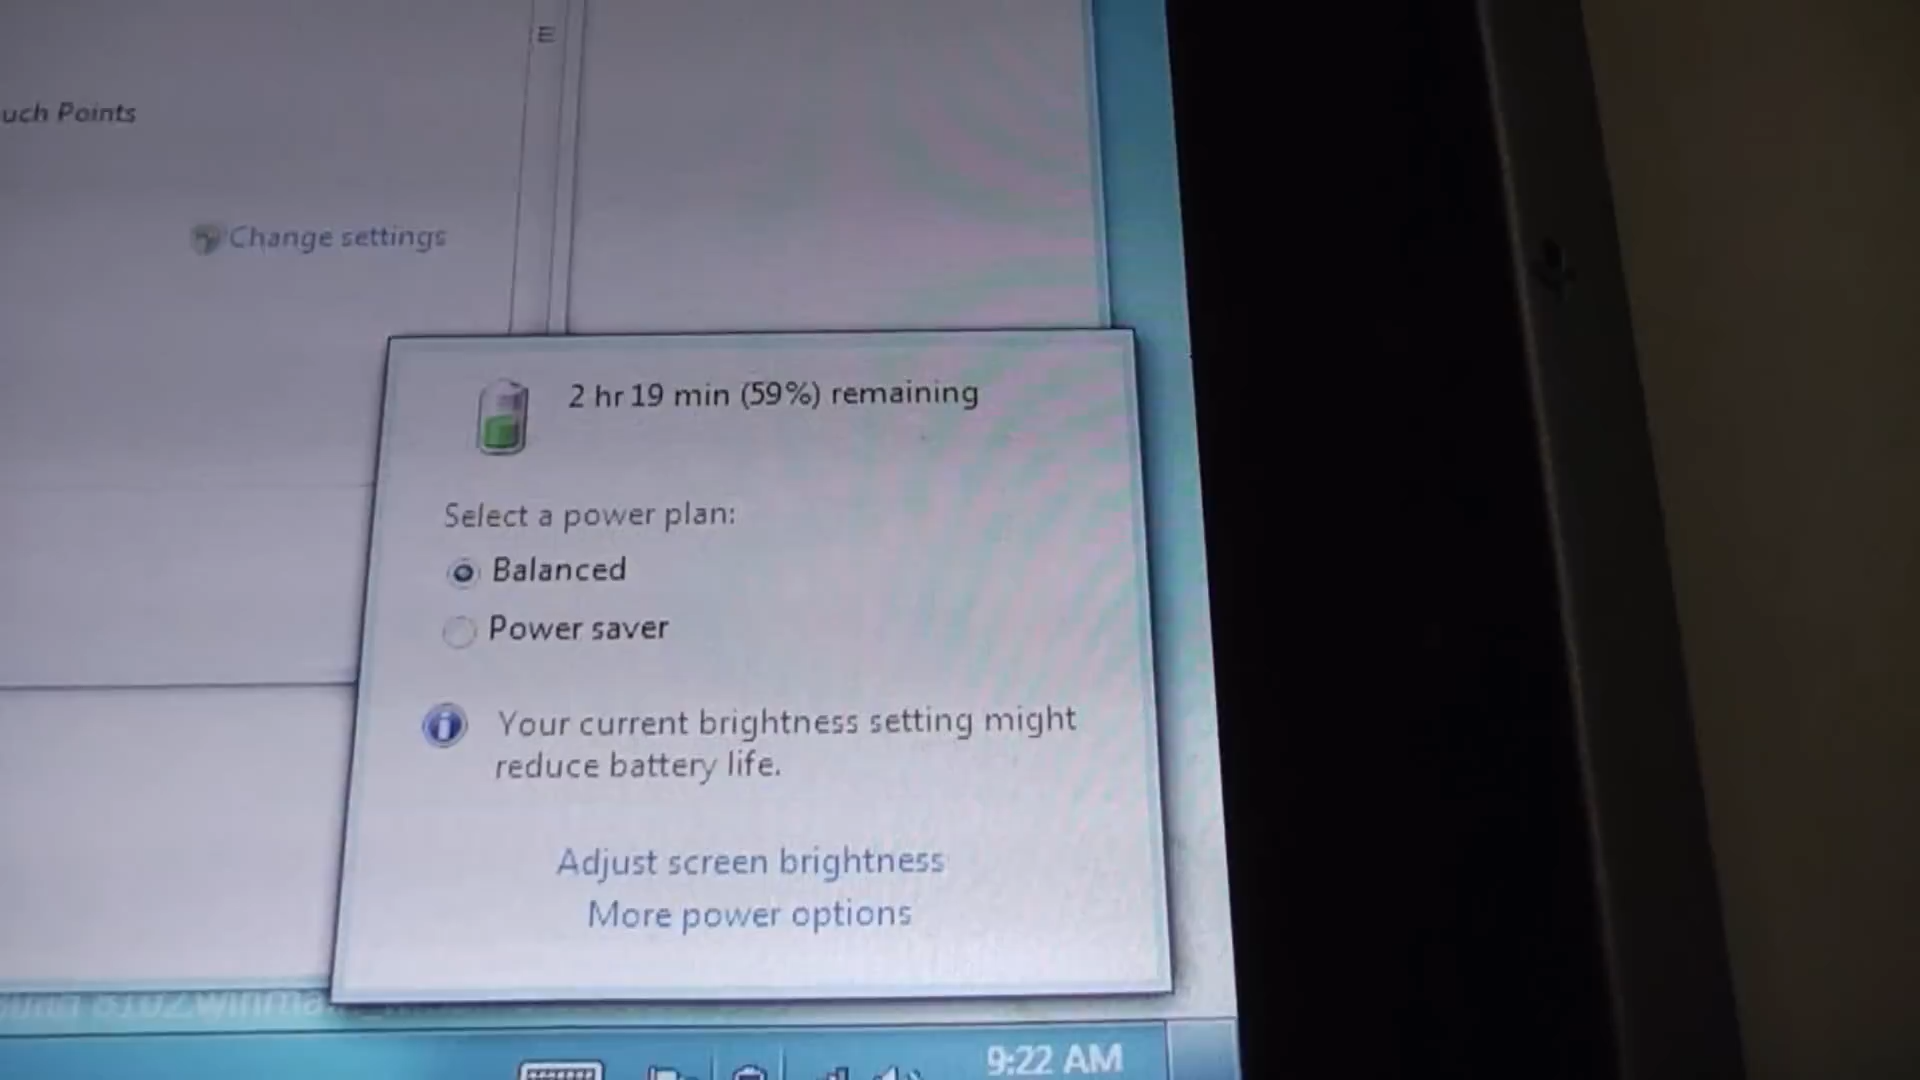 Points
Change settings
2 hr 19 min (59%) remaining
Select a power plan:
Balanced
Power saver
Your current brightness setting might
reduce battery life.
Adjust screen brightness
More power options
9:22 AM